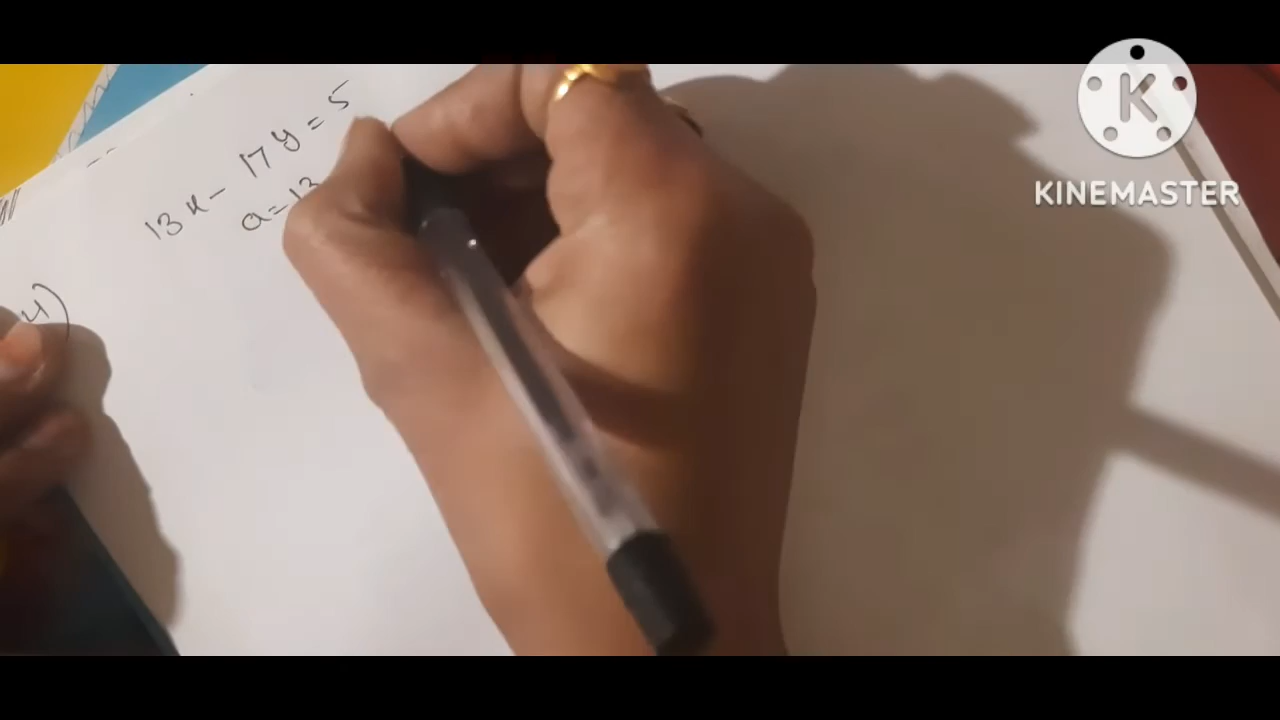 13x - 17y = 5
a = 13
4)
KINEMASTER